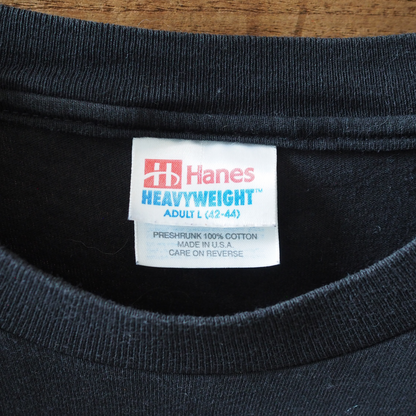 H Hanes
HEAVYWEIGHT™
ADULT L (42-44)
PRESHRUNK 100% COTTON
MADE IN U.S.A.
CARE ON REVERSE